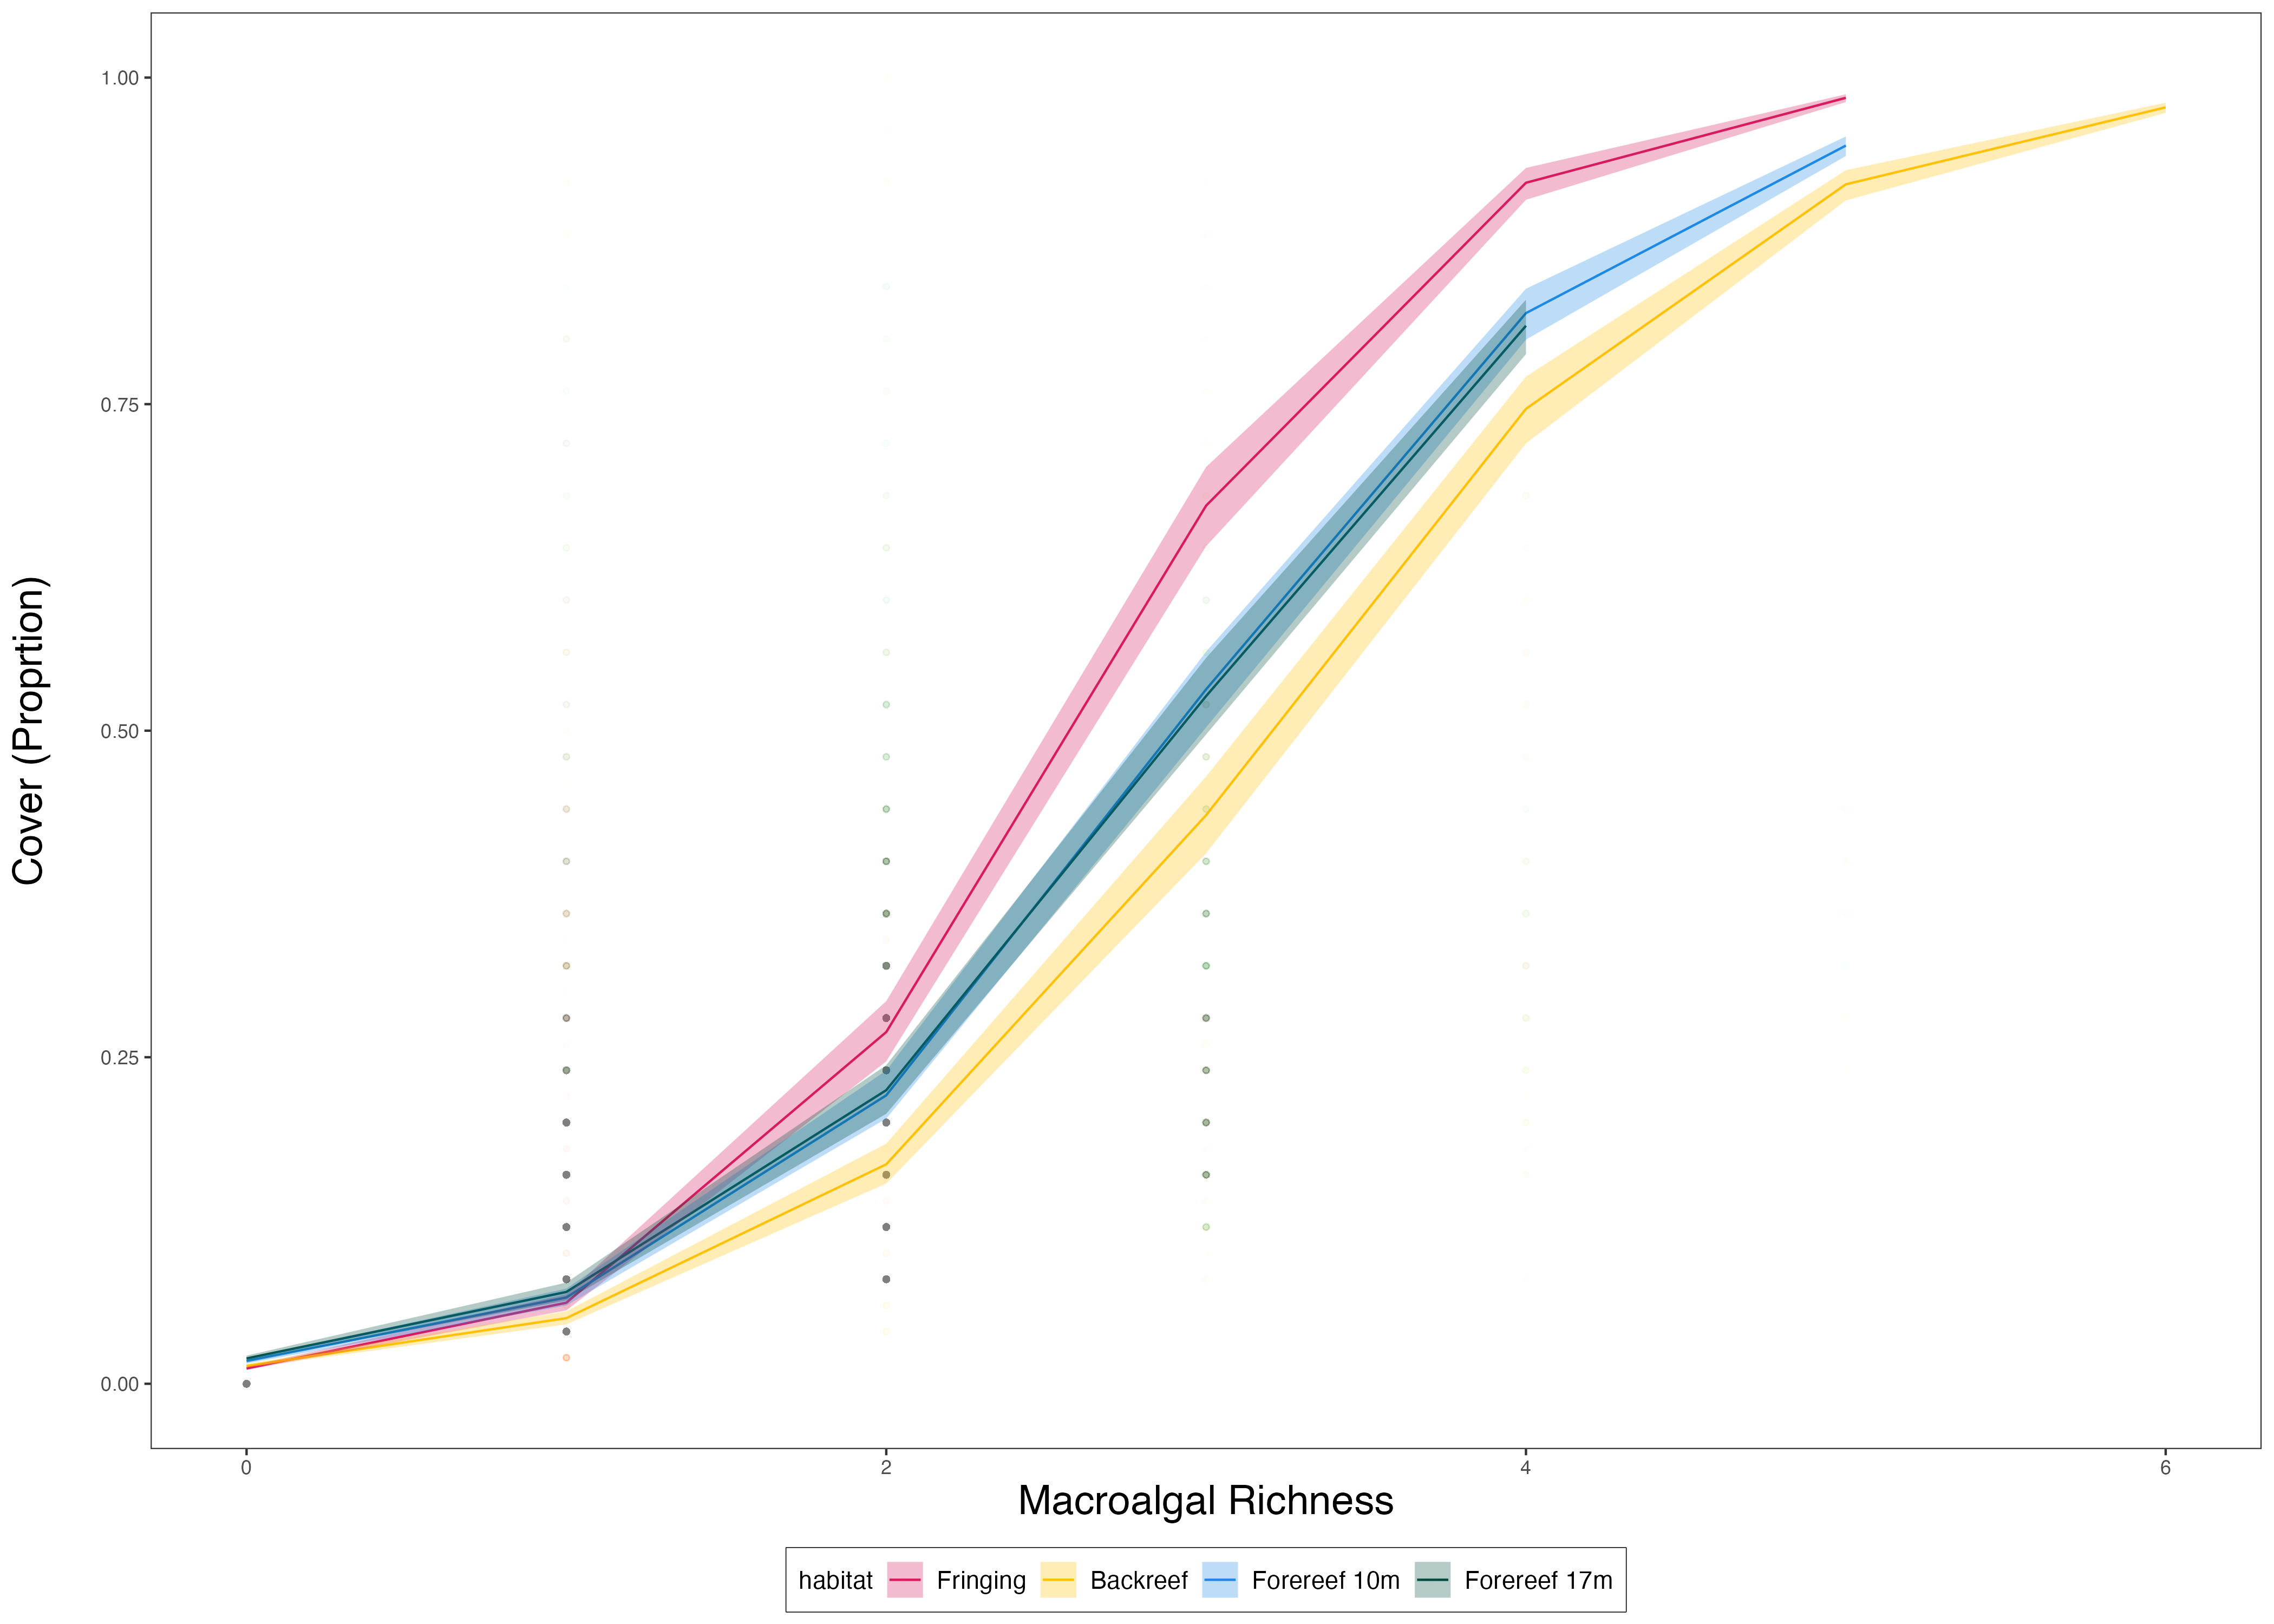 1.00
0.75
0.50
0.25
0.00
Cover (Proprtion)
0 2 4 6
Macroalgal Richness
habitat Fringing Backreef Forereef 10m Forereef 17m